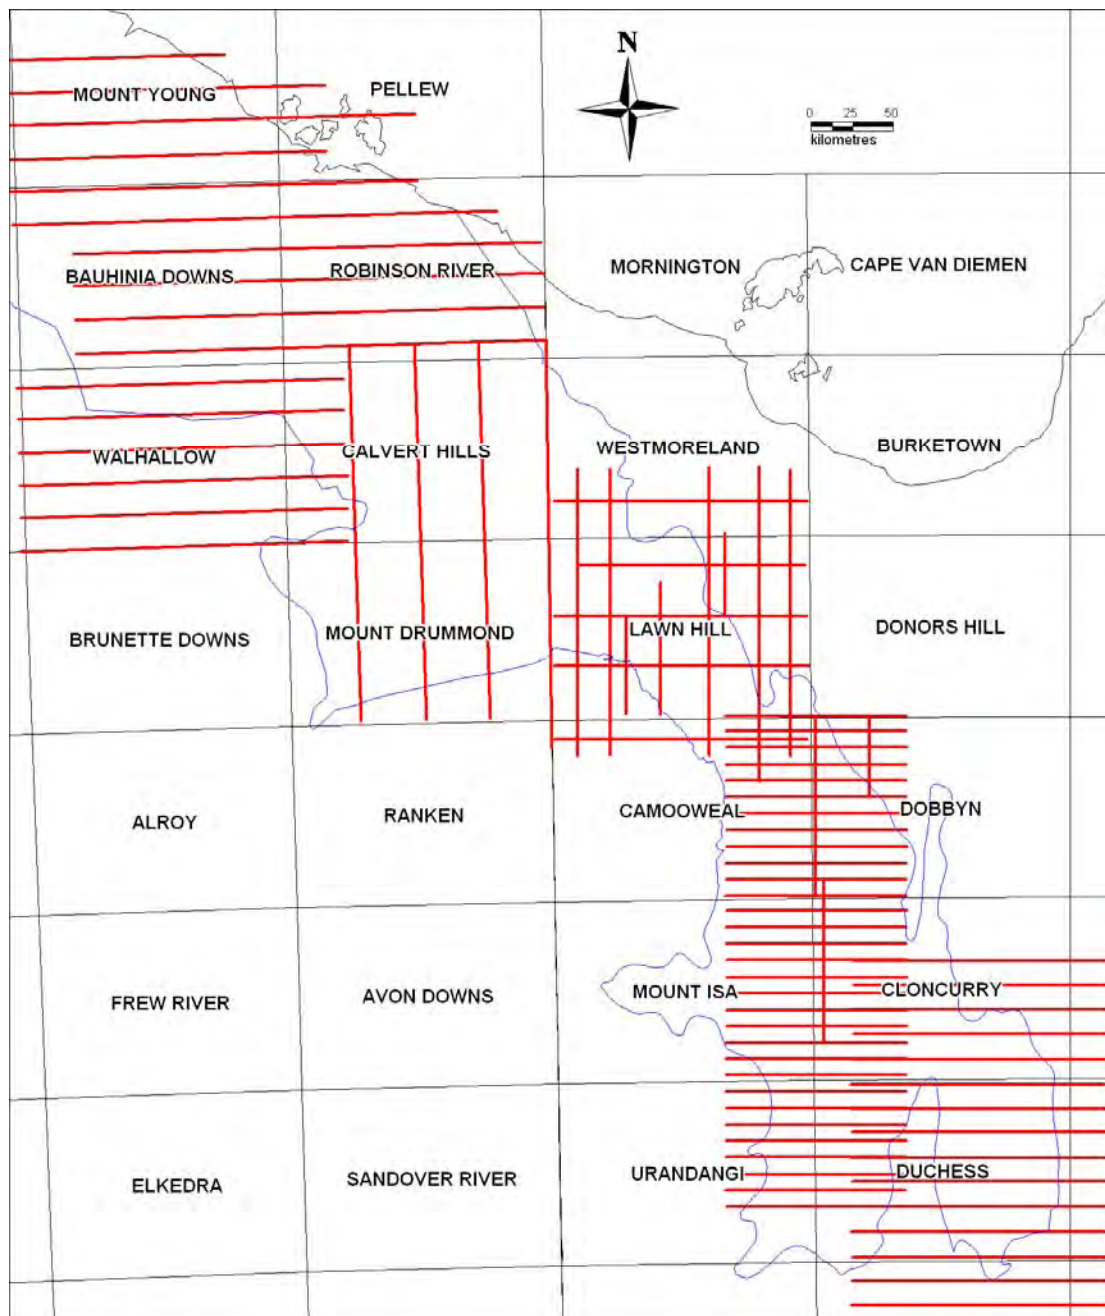 N
PELLEW
MOUNT YOUNG
0 25 50
kilometres
MORNINGTON
CAPE VAN DIEMEN
BAUHINIA DOWNS
ROBINSON RIVER
WALHALLOW
CALVERT HILLS
WESTMORELAND
BURKETOWN
BRUNETTE DOWNS
MOUNT DRUMMOND
LAWN HILL
DONORS HILL
ALROY
RANKEN
CAMOOWEAL
DOBBYN
FREW RIVER
AVON DOWNS
MOUNT ISA
CLONCURRY
ELKEDRA
SANDOVER RIVER
URANDANGI
DUCHESS